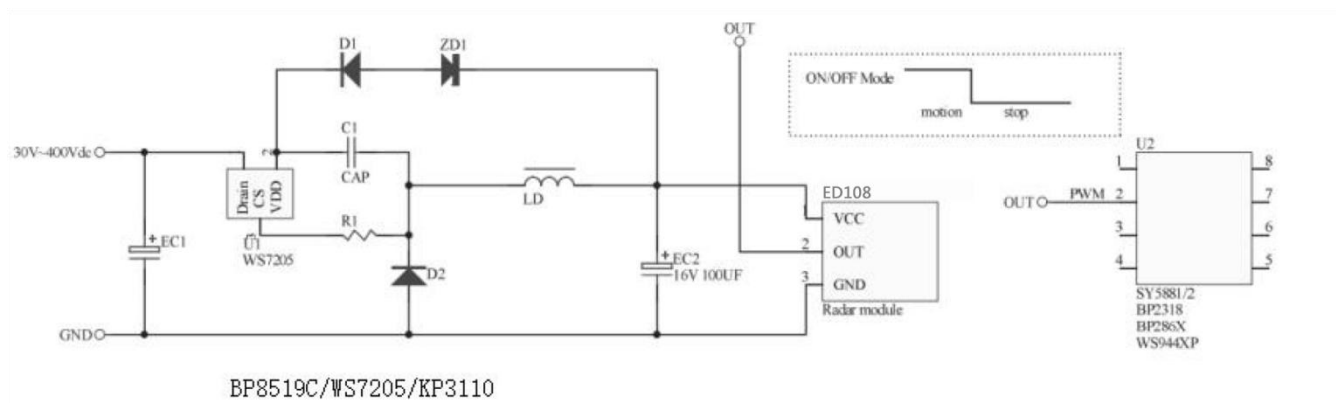 OUT
D1
ZD1
ON/OFF Mode
motion
stop
C1
U2
30V~400Vdc
2
CAP
1
8
Drain
CS
VDD
LD
ED108
OUT
PWM
2
7
R1
VCC
EC1
3
U1
2
OUT
3
6
WS7205
D2
EC2
16V 100UF
3
GND
4
5
Radar module
SY5881/2
BP2318
BP286X
WS944XP
GND
BP8519C/WS7205/KP3110